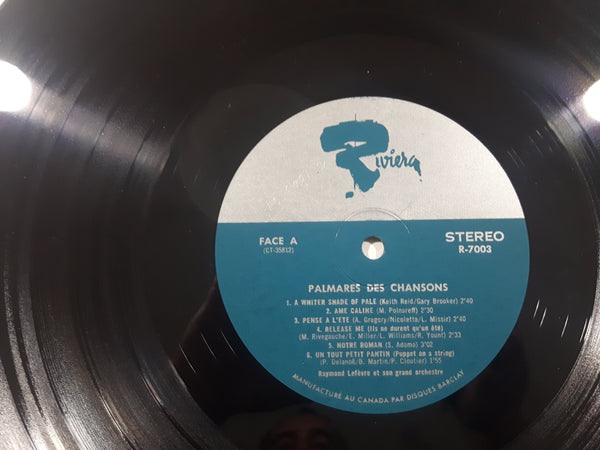 Riviera
FACE A
(CT-35812)
STEREO
R-7003
PALMARES DES CHANSONS
1. A WHITER SHADE OF PALE (Keith Reid/Gary Brooker) 2'40
2. AME CALINE (M. Polnareff) 2'30
3. PENSE A L'ETE (A. Gregory/Nicoletta/L. Missir) 2'40
4. RELEASE ME (Ils ne durent qu'un été)
(M. Rivegauche/E. Miller/L. Williams/R. Yount) 2'33
5. NOTRE ROMAN (S. Adamo) 3'02
6. UN TOUT PETIT PANTIN (Puppet on a string)
(P. Delanoë/B. Martin/P. Cloutier) 1'55
Raymond Lefèvre et son grand orchestre
MANUFACTURÉ AU CANADA PAR DISQUES BARCLAY